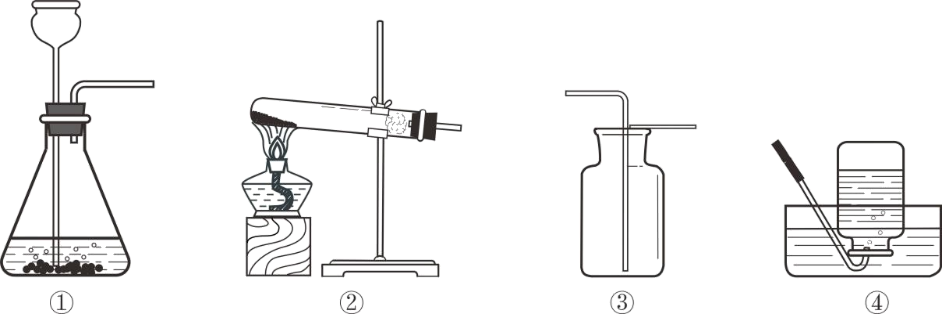 ① ② ③ ④